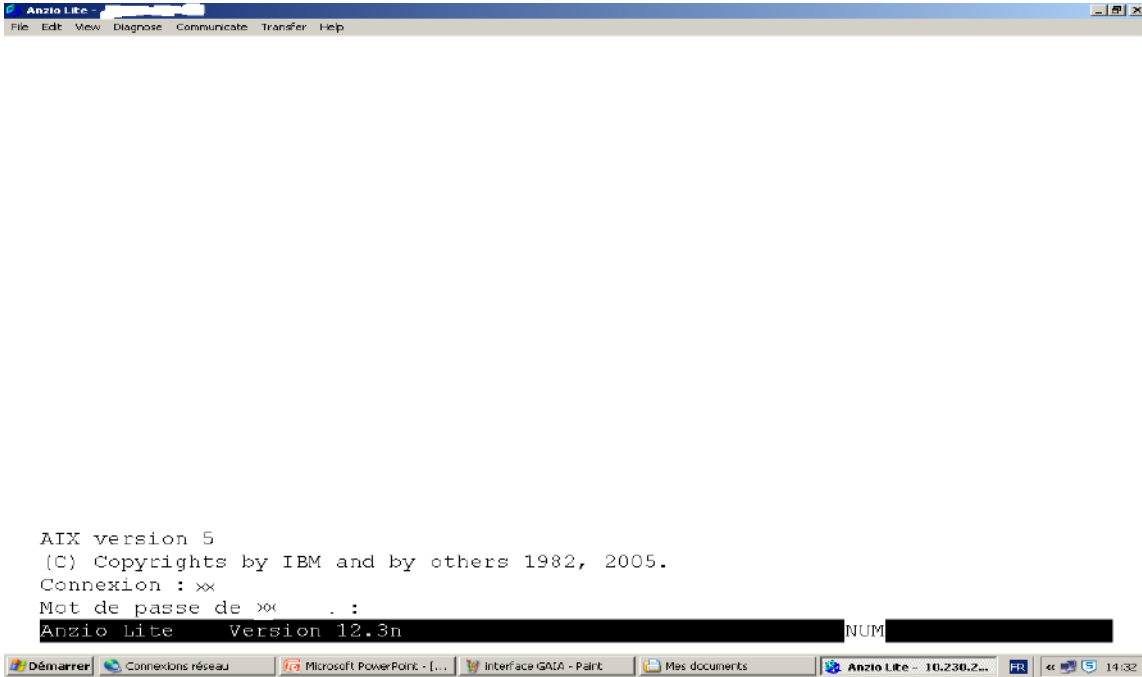 Anzio Lite -
File Edit View Diagnose Communicate Transfer Help
AIX version 5
(C) Copyrights by IBM and by others 1982, 2005.
Connexion : xx
Mot de passe de xx . :
Anzio Lite Version 12.3n NUM
Démarrer Connexions réseau Microsoft PowerPoint - [... interface GAIA - Paint Mes documents Anzio Lite - 10.230.2... FR « 14:32